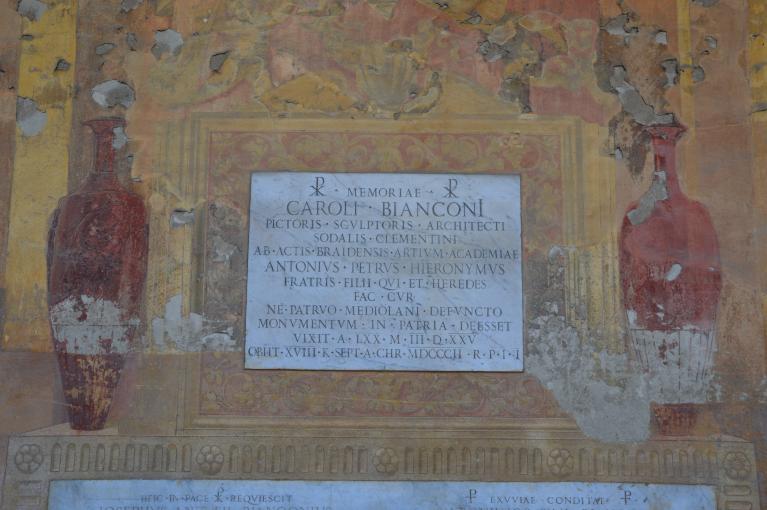 ☧ · MEMORIAE · ☧
CAROLI · BIANCONI
PICTORIS · SCVLPTORIS · ARCHITECTI
SODALIS · CLEMENTINI
AB · ACTIS · BRAIDENSIS · ARTIVM · ACADEMIAE
ANTONIVS · PETRVS · HIERONYMVS
FRATRIS · FILII · QVI · ET · HEREDES
FAC · CVR
NE · PATRVO · MEDIOLANI · DEFVNCTO
MONVMENTVM · IN · PATRIA · DEESSET
VIXIT · A · LXX · M · III · D · XXV
OBIIT · XVIII · K · SEPT · A · CHR · MDCCCII · R · P · I · I
HEIC · IN · PACE ☧ REQVIESCIT
☧ EXVVIAE · CONDITAE · ☧